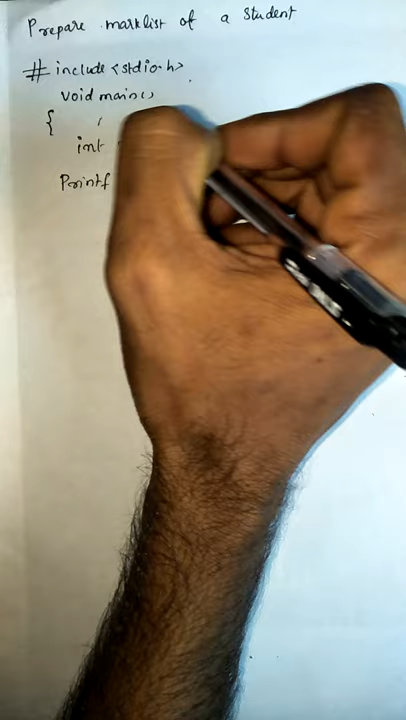 Prepare marklist of a student
#include <stdio.h>
void main()
{
int
Printf